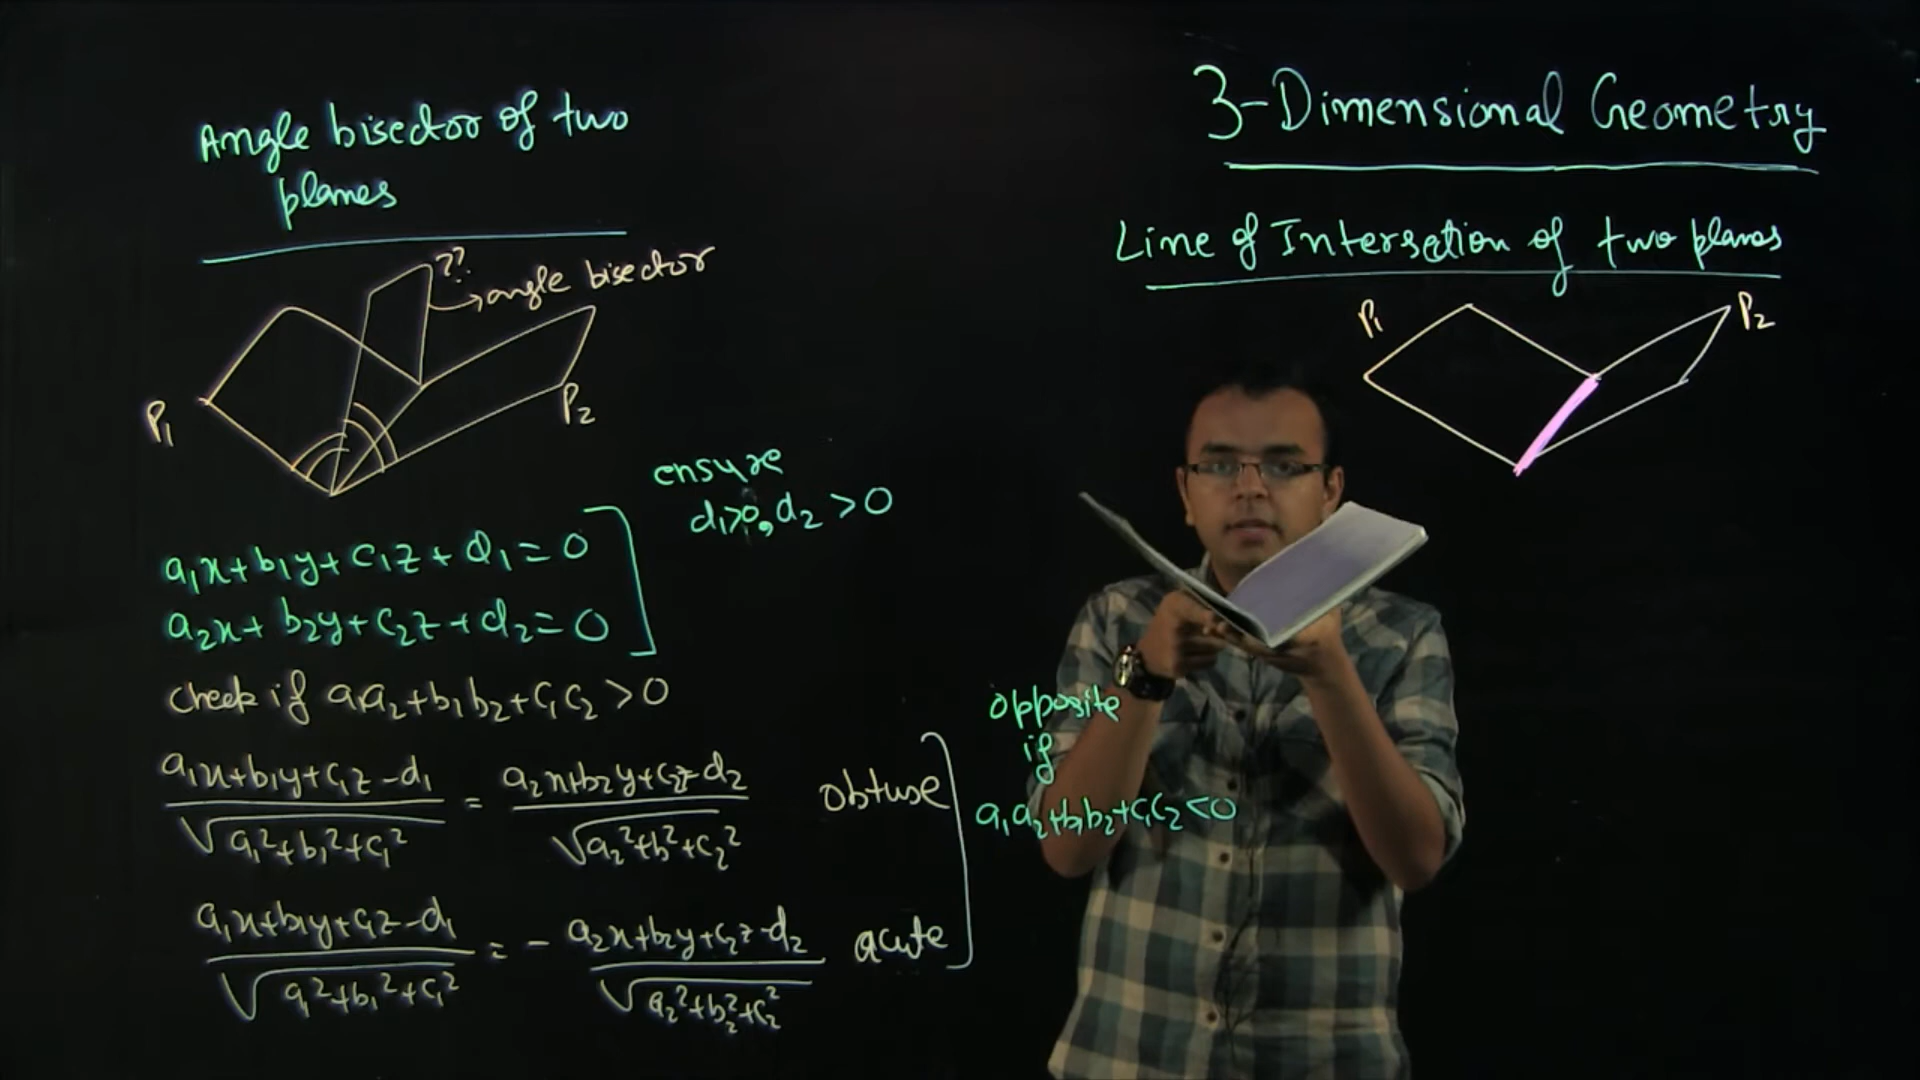 Angle bisector of two
planes
??
angle bisector
P₁
P₂
ensure
d₁>0, d₂ >0
a₁x+b₁y+c₁z+d₁=0
a₂x+b₂y+c₂z+d₂=0
check if a₁a₂+b₁b₂+c₁c₂>0
a₁x+b₁y+c₁z-d₁ / √a₁²+b₁²+c₁² = a₂x+b₂y+c₂z-d₂ / √a₂²+b²+c₂² obtuse
a₁x+b₁y+c₁z-d₁ / √a₁²+b₁²+c₁² = - a₂x+b₂y+c₂z-d₂ / √a₂²+b₂²+c₂² acute
opposite
if
a₁a₂+b₁b₂+c₁c₂<0
3-Dimensional Geometry
Line of Intersection of two planes
P₁
P₂